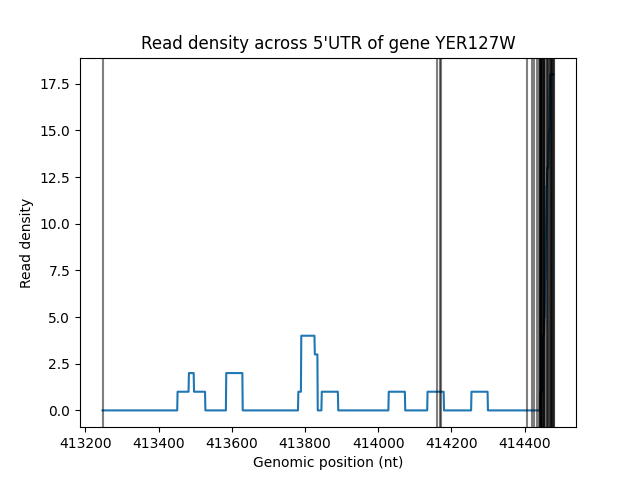 Read density across 5'UTR of gene YER127W
17.5
15.0
12.5
10.0
7.5
5.0
2.5
0.0
Read density
413200 413400 413600 413800 414000 414200 414400
Genomic position (nt)